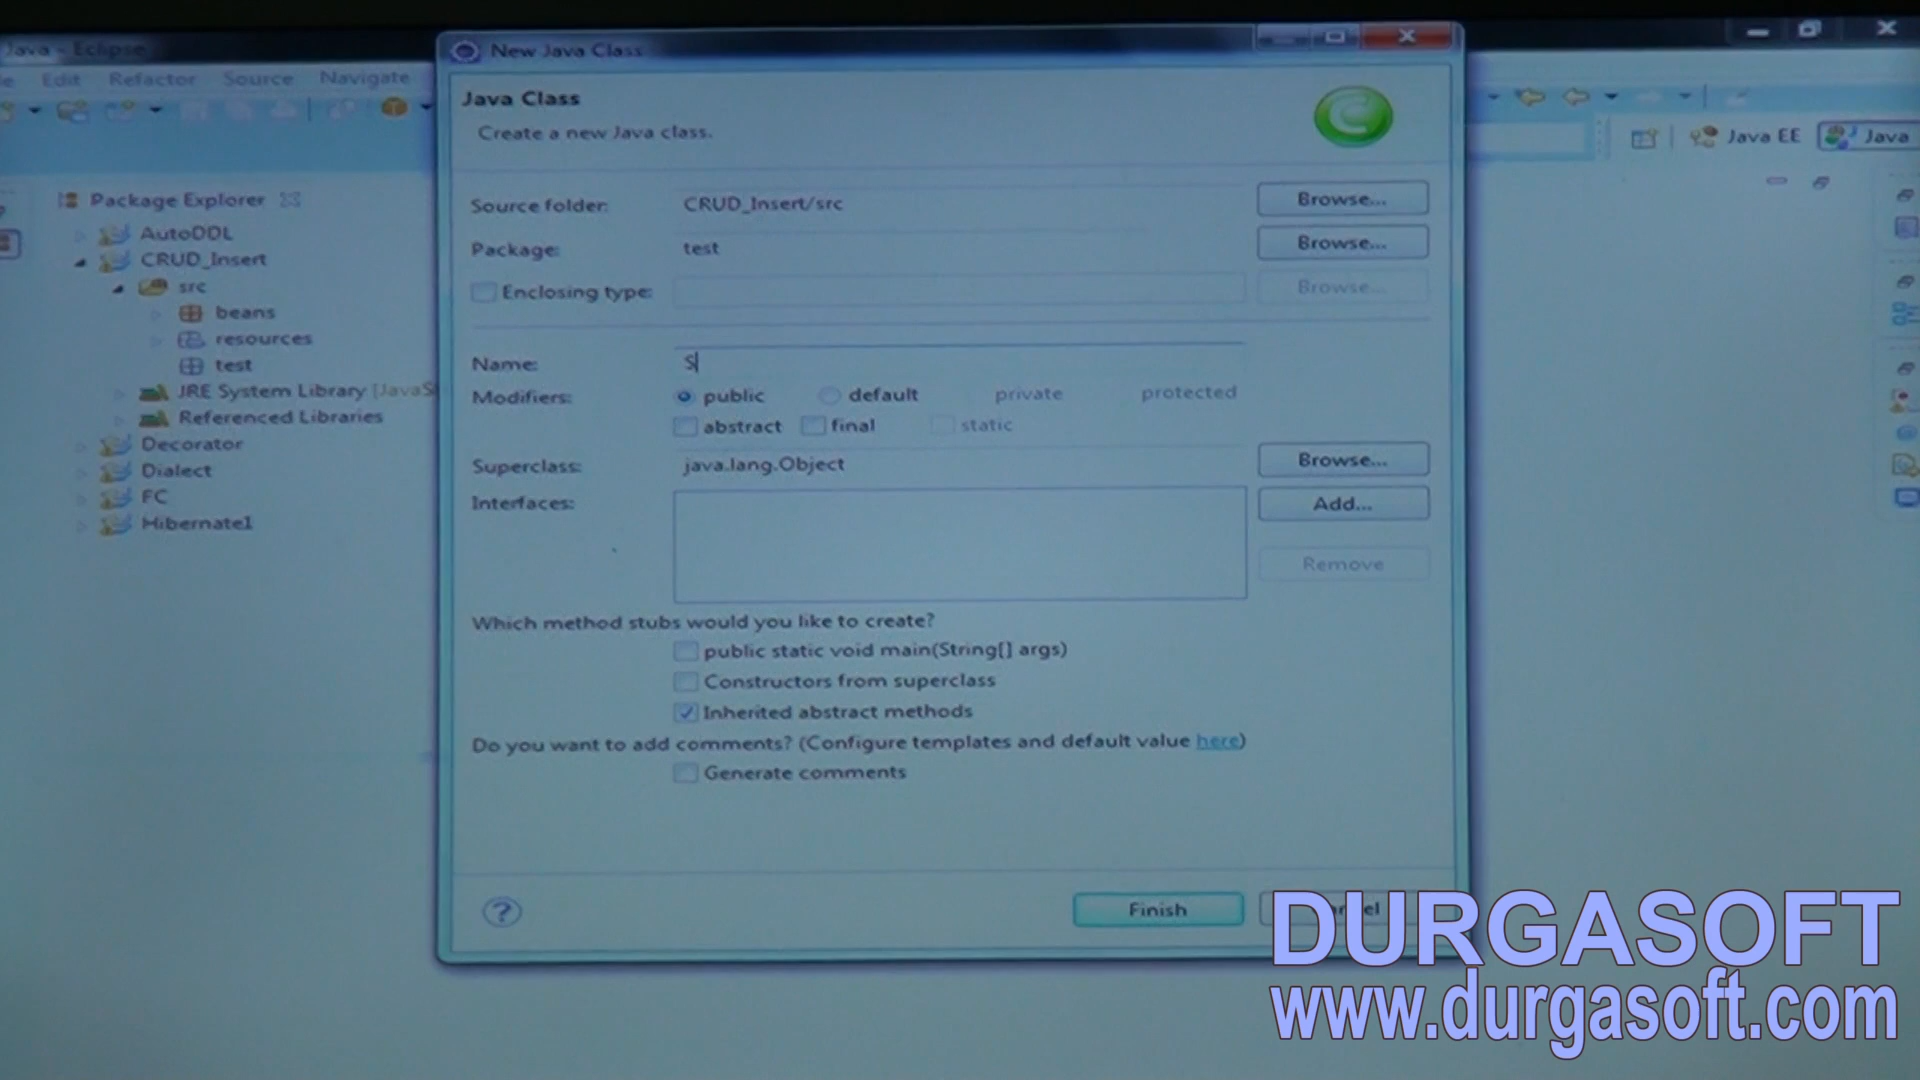 Java - Eclipse
Edit Refactor Source Navigate
Java EE Java
Package Explorer
AutoDDL
CRUD_Insert
src
beans
resources
test
JRE System Library [JavaS
Referenced Libraries
Decorator
Dialect
FC
Hibernate1
New Java Class
Java Class
Create a new Java class.
Source folder: CRUD_Insert/src Browse...
Package: test Browse...
Enclosing type: Browse...
Name: S
Modifiers: public default private protected
abstract final static
Superclass: java.lang.Object Browse...
Interfaces: Add...
Remove
Which method stubs would you like to create?
public static void main(String[] args)
Constructors from superclass
Inherited abstract methods
Do you want to add comments? (Configure templates and default value here)
Generate comments
? Finish
DURGASOFT
www.durgasoft.com